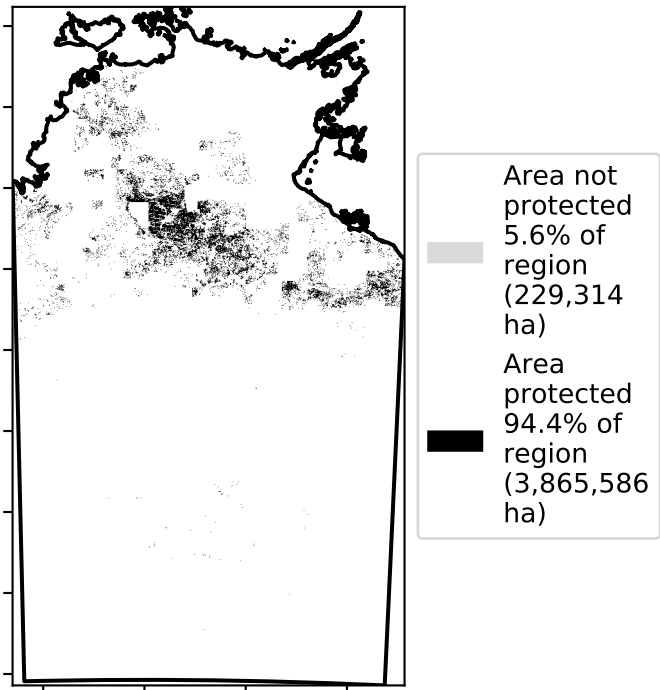 Area not
protected
5.6% of
region
(229,314
ha)
Area
protected
94.4% of
region
(3,865,586
ha)